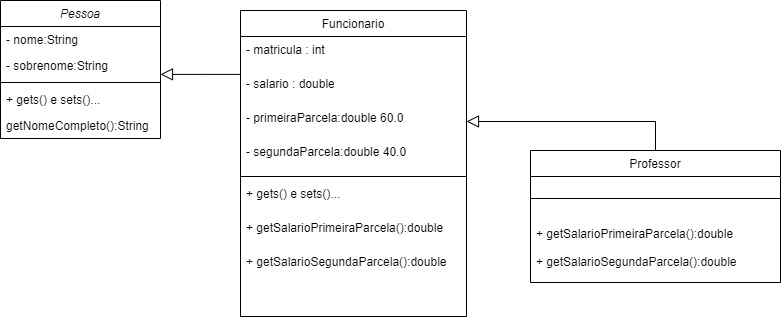 Pessoa
- nome:String
- sobrenome:String
+ gets() e sets()...
getNomeCompleto():String
Funcionario
- matricula : int
- salario : double
- primeiraParcela:double 60.0
- segundaParcela:double 40.0
+ gets() e sets()...
+ getSalarioPrimeiraParcela():double
+ getSalarioSegundaParcela():double
Professor
+ getSalarioPrimeiraParcela():double
+ getSalarioSegundaParcela():double